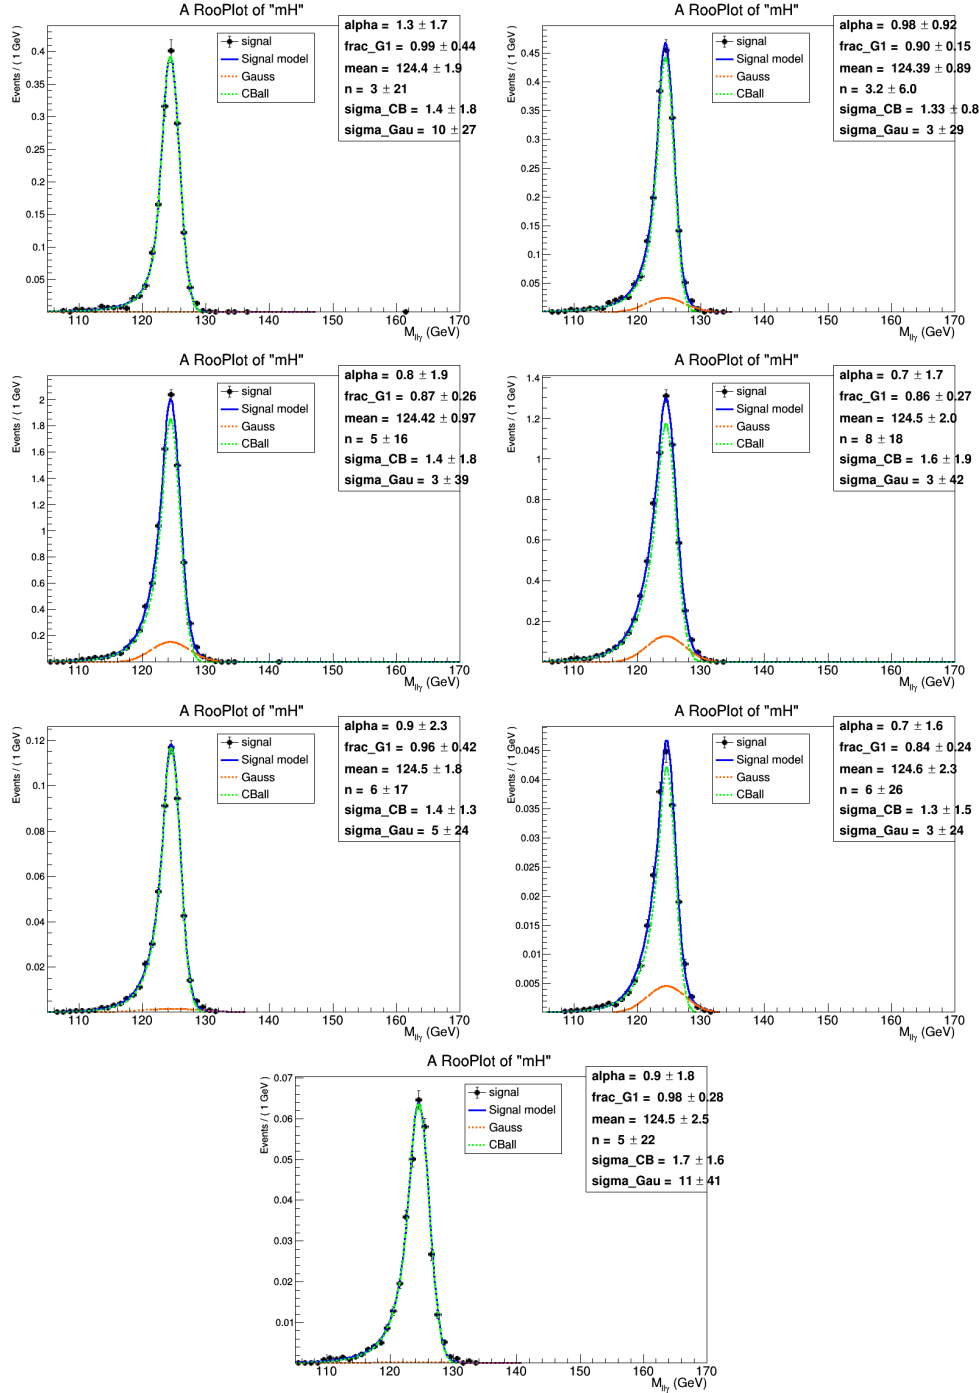 A RooPlot of "mH"
Events / ( 1 GeV )
0.4
0.35
0.3
0.25
0.2
0.15
0.1
0.05
signal
Signal model
Gauss
CBall
alpha = 1.3 ± 1.7
frac_G1 = 0.99 ± 0.44
mean = 124.4 ± 1.9
n = 3 ± 21
sigma_CB = 1.4 ± 1.8
sigma_Gau = 10 ± 27
110 120 130 140 150 160 170
M_llγ (GeV)
A RooPlot of "mH"
Events / ( 1 GeV )
0.45
0.4
0.35
0.3
0.25
0.2
0.15
0.1
0.05
signal
Signal model
Gauss
CBall
alpha = 0.98 ± 0.92
frac_G1 = 0.90 ± 0.15
mean = 124.39 ± 0.89
n = 3.2 ± 6.0
sigma_CB = 1.33 ± 0.8
sigma_Gau = 3 ± 29
110 120 130 140 150 160 170
M_llγ (GeV)
A RooPlot of "mH"
Events / ( 1 GeV )
2
1.8
1.6
1.4
1.2
1
0.8
0.6
0.4
0.2
signal
Signal model
Gauss
CBall
alpha = 0.8 ± 1.9
frac_G1 = 0.87 ± 0.26
mean = 124.42 ± 0.97
n = 5 ± 16
sigma_CB = 1.4 ± 1.8
sigma_Gau = 3 ± 39
110 120 130 140 150 160 170
M_llγ (GeV)
A RooPlot of "mH"
Events / ( 1 GeV )
1.4
1.2
1
0.8
0.6
0.4
0.2
signal
Signal model
Gauss
CBall
alpha = 0.7 ± 1.7
frac_G1 = 0.86 ± 0.27
mean = 124.5 ± 2.0
n = 8 ± 18
sigma_CB = 1.6 ± 1.9
sigma_Gau = 3 ± 42
110 120 130 140 150 160 170
M_llγ (GeV)
A RooPlot of "mH"
Events / ( 1 GeV )
0.12
0.1
0.08
0.06
0.04
0.02
signal
Signal model
Gauss
CBall
alpha = 0.9 ± 2.3
frac_G1 = 0.96 ± 0.42
mean = 124.5 ± 1.8
n = 6 ± 17
sigma_CB = 1.4 ± 1.3
sigma_Gau = 5 ± 24
110 120 130 140 150 160 170
M_llγ (GeV)
A RooPlot of "mH"
Events / ( 1 GeV )
0.045
0.04
0.035
0.03
0.025
0.02
0.015
0.01
0.005
signal
Signal model
Gauss
CBall
alpha = 0.7 ± 1.6
frac_G1 = 0.84 ± 0.24
mean = 124.6 ± 2.3
n = 6 ± 26
sigma_CB = 1.3 ± 1.5
sigma_Gau = 3 ± 24
110 120 130 140 150 160 170
M_llγ (GeV)
A RooPlot of "mH"
Events / ( 1 GeV )
0.07
0.06
0.05
0.04
0.03
0.02
0.01
signal
Signal model
Gauss
CBall
alpha = 0.9 ± 1.8
frac_G1 = 0.98 ± 0.28
mean = 124.5 ± 2.5
n = 5 ± 22
sigma_CB = 1.7 ± 1.6
sigma_Gau = 11 ± 41
110 120 130 140 150 160 170
M_llγ (GeV)